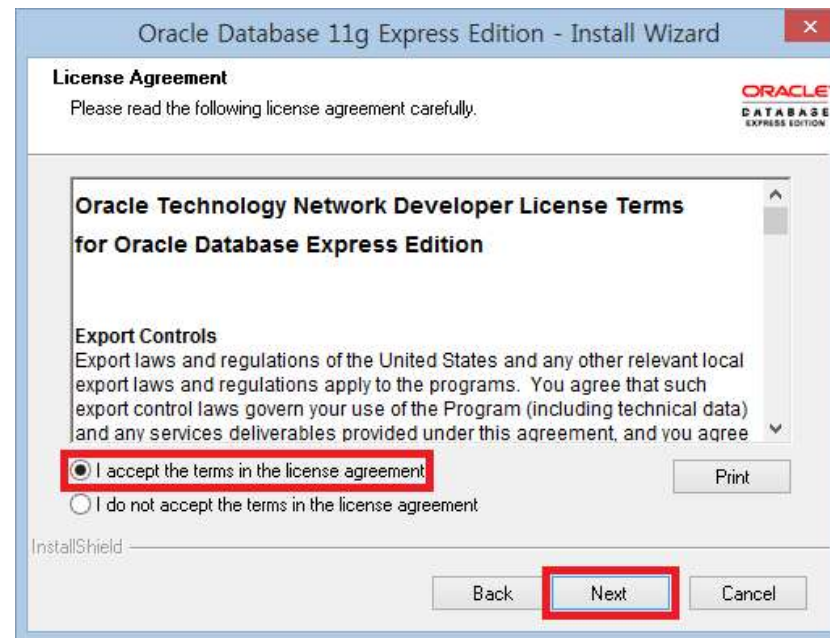 Oracle Database 11g Express Edition - Install Wizard
License Agreement
Please read the following license agreement carefully.
ORACLE
DATABASE
EXPRESS EDITION
Oracle Technology Network Developer License Terms
for Oracle Database Express Edition
Export Controls
Export laws and regulations of the United States and any other relevant local
export laws and regulations apply to the programs.  You agree that such
export control laws govern your use of the Program (including technical data)
and any services deliverables provided under this agreement, and you agree
I accept the terms in the license agreement
Print
I do not accept the terms in the license agreement
InstallShield
Back
Next
Cancel